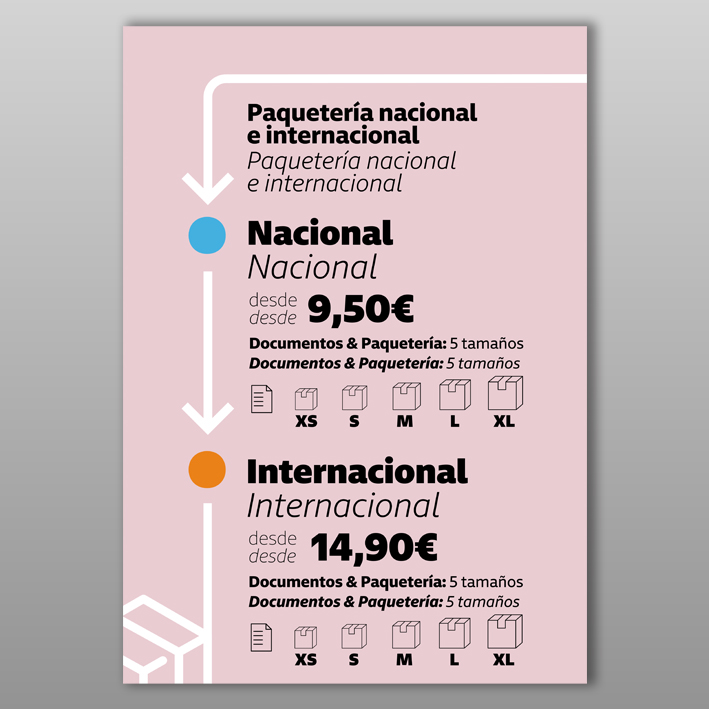 Paquetería nacional
e internacional
Paquetería nacional
e internacional
Nacional
Nacional
desde
desde
9,50€
Documentos & Paquetería: 5 tamaños
Documentos & Paquetería: 5 tamaños
XS S M L XL
Internacional
Internacional
desde
desde
14,90€
Documentos & Paquetería: 5 tamaños
Documentos & Paquetería: 5 tamaños
XS S M L XL